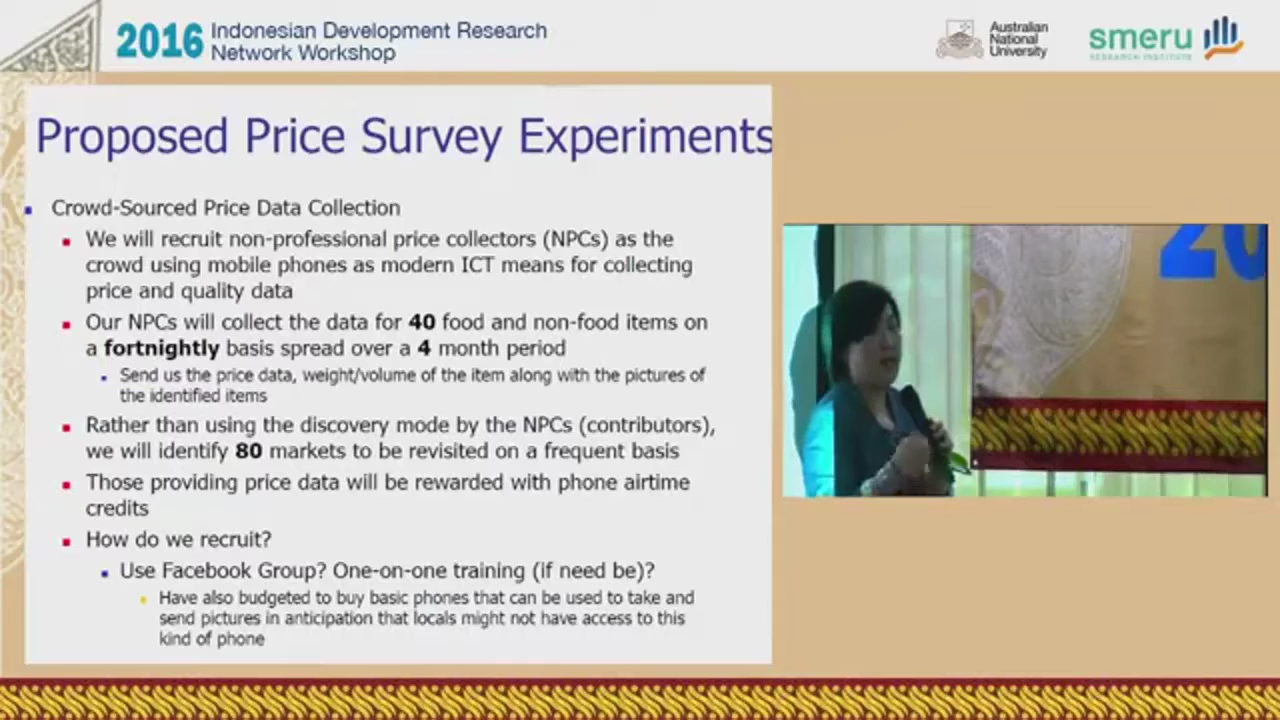 2016 Indonesian Development Research
Network Workshop
Australian
National
University
smeru
RESEARCH INSTITUTE
Proposed Price Survey Experiments
Crowd-Sourced Price Data Collection
We will recruit non-professional price collectors (NPCs) as the
crowd using mobile phones as modern ICT means for collecting
price and quality data
Our NPCs will collect the data for 40 food and non-food items on
a fortnightly basis spread over a 4 month period
Send us the price data, weight/volume of the item along with the pictures of
the identified items
Rather than using the discovery mode by the NPCs (contributors),
we will identify 80 markets to be revisited on a frequent basis
Those providing price data will be rewarded with phone airtime
credits
How do we recruit?
Use Facebook Group? One-on-one training (if need be)?
Have also budgeted to buy basic phones that can be used to take and
send pictures in anticipation that locals might not have access to this
kind of phone
20